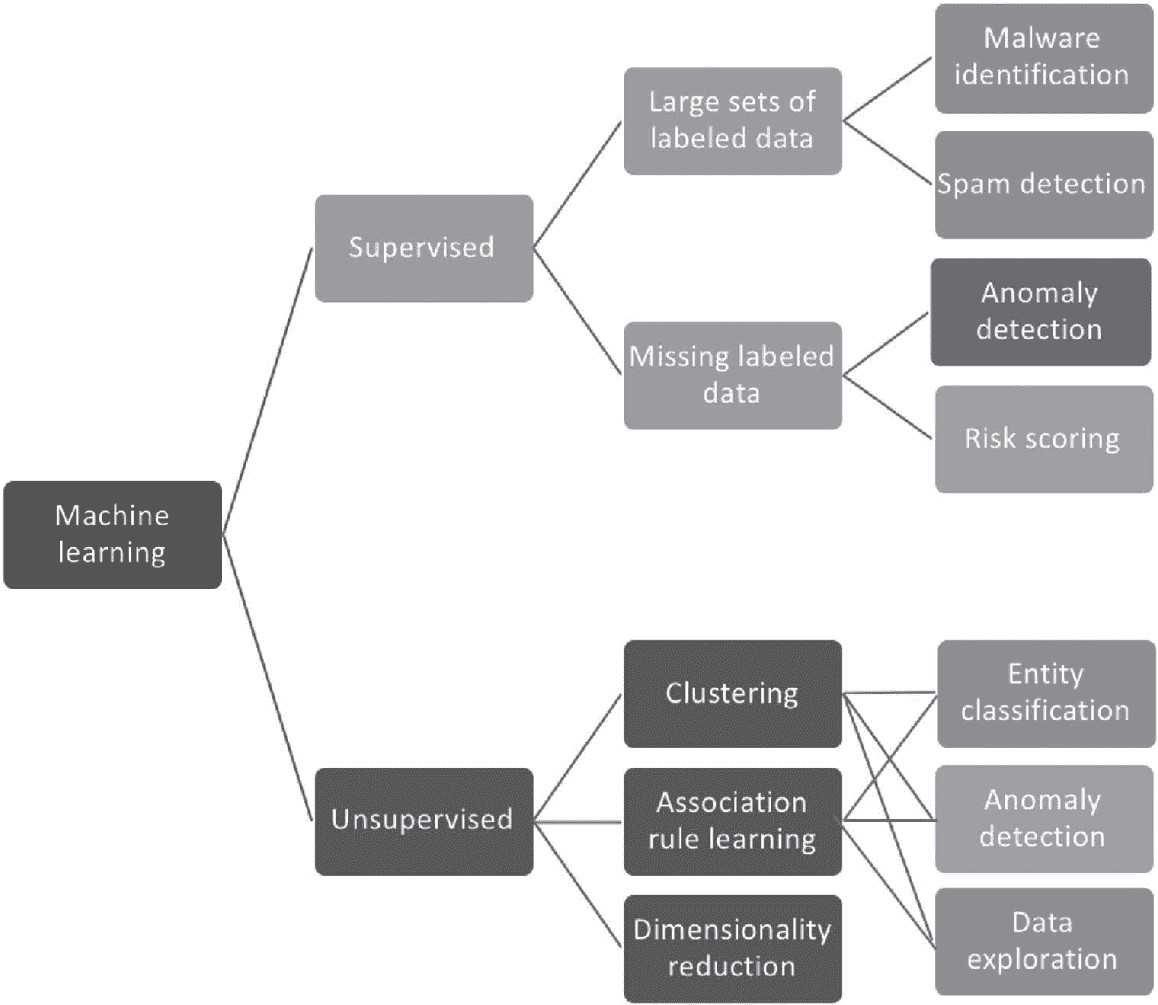 Malware
identification
Large sets of
labeled data
Spam detection
Supervised
Anomaly
detection
Missing labeled
data
Risk scoring
Machine
learning
Entity
classification
Clustering
Unsupervised
Association
rule learning
Anomaly
detection
Dimensionality
reduction
Data
exploration